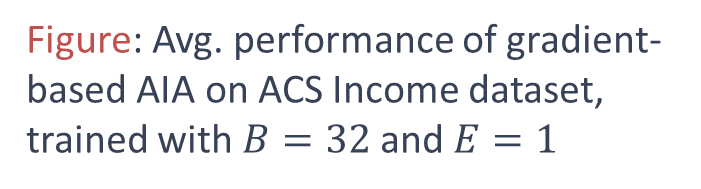 Figure: Avg. performance of gradient-
based AIA on ACS Income dataset,
trained with B = 32 and E = 1